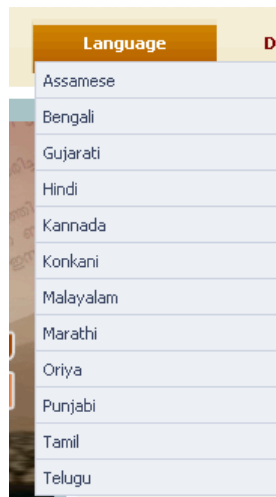 Language D
Assamese
Bengali
Gujarati
Hindi
Kannada
Konkani
Malayalam
Marathi
Oriya
Punjabi
Tamil
Telugu